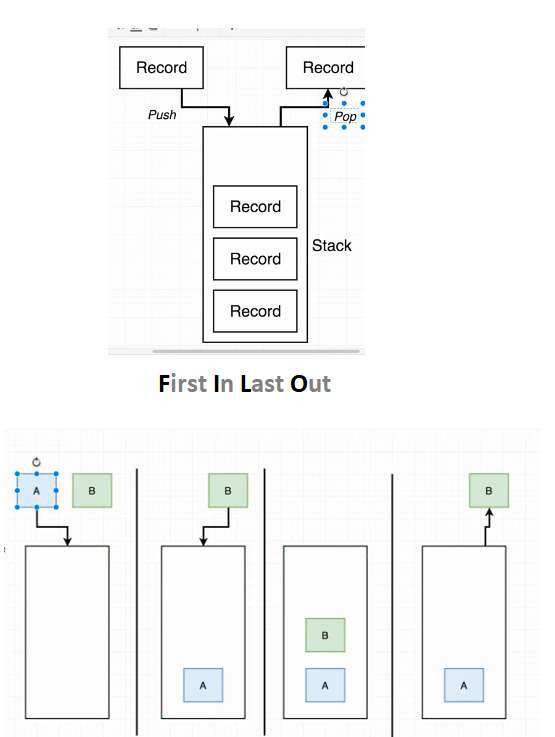 Record Record
Push Pop
Record
Record Stack
Record
First In Last Out
A B B B
B
A A A